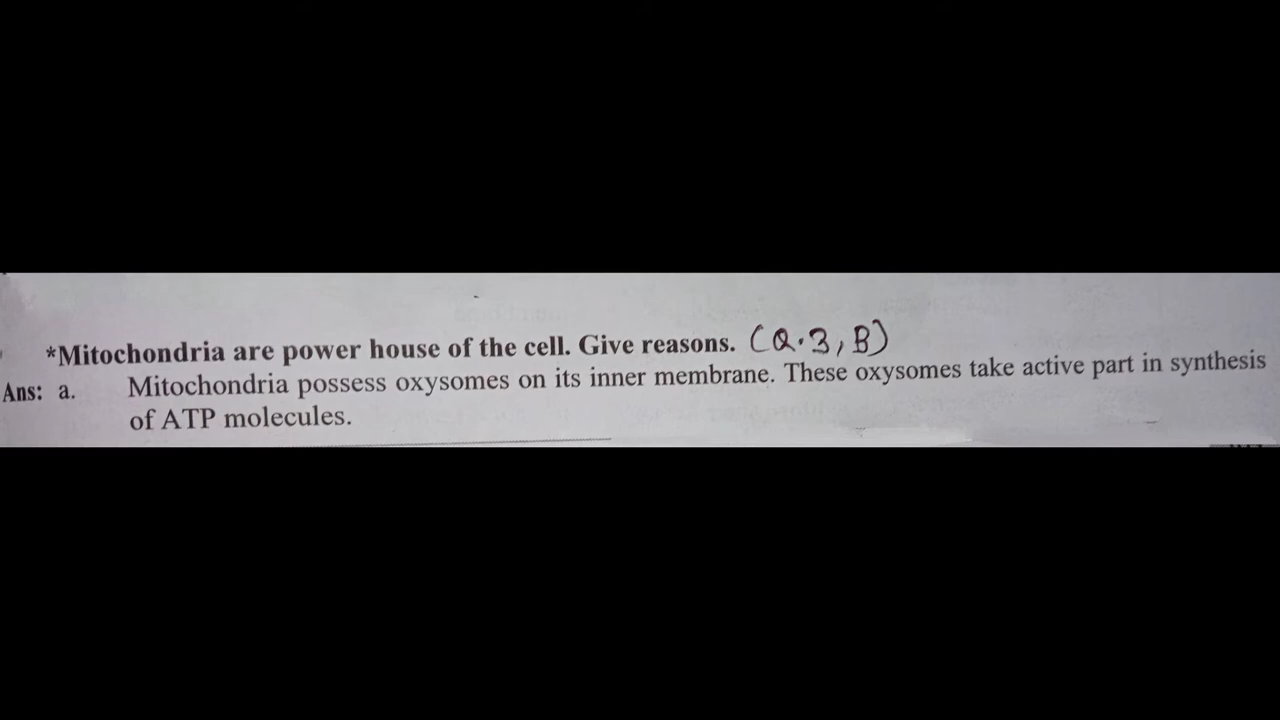 *Mitochondria are power house of the cell. Give reasons. (Q.3, B)
Ans: a. Mitochondria possess oxysomes on its inner membrane. These oxysomes take active part in synthesis
of ATP molecules.